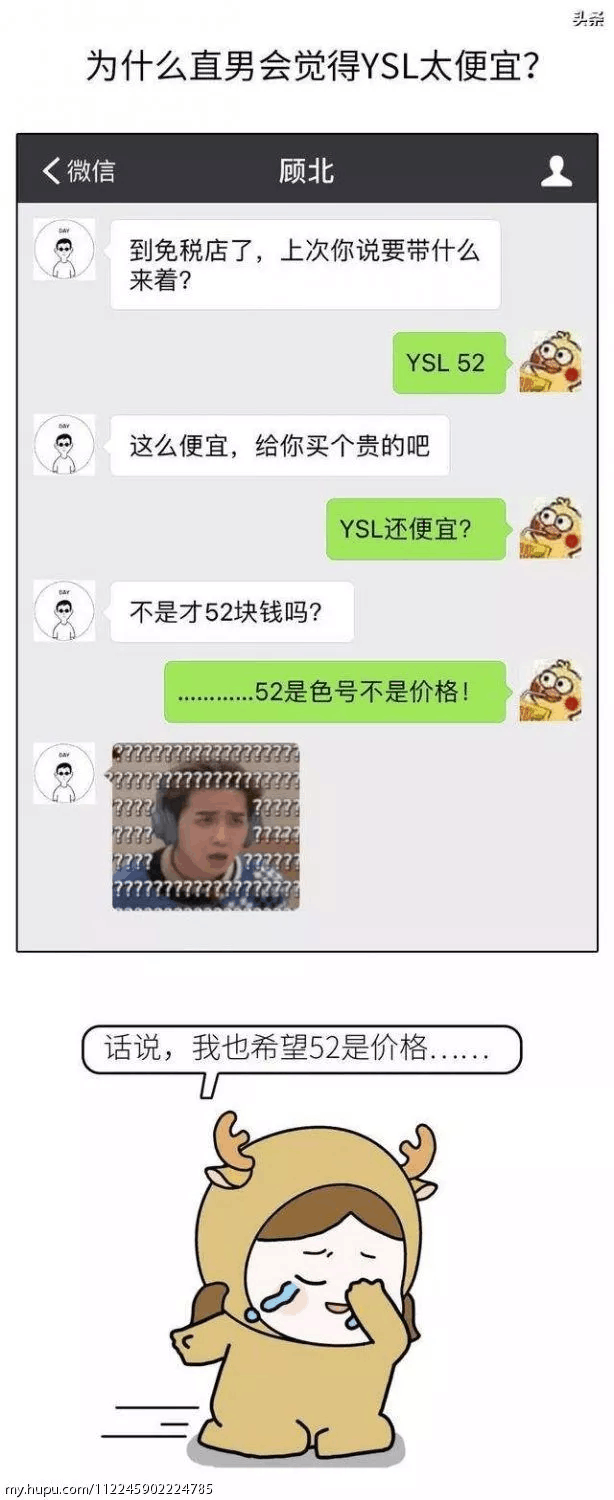 头条
为什么直男会觉得YSL太便宜?
微信
顾北
DAY
到免税店了，上次你说要带什么
来着?
YSL 52
DAY
这么便宜，给你买个贵的吧
YSL还便宜?
DAY
不是才52块钱吗?
…………52是色号不是价格!
DAY
??????????????????
??????????????????
???? ?????
???? ?????
???? ??????
??????????????????
话说，我也希望52是价格……
my.hupu.com/112245902224785